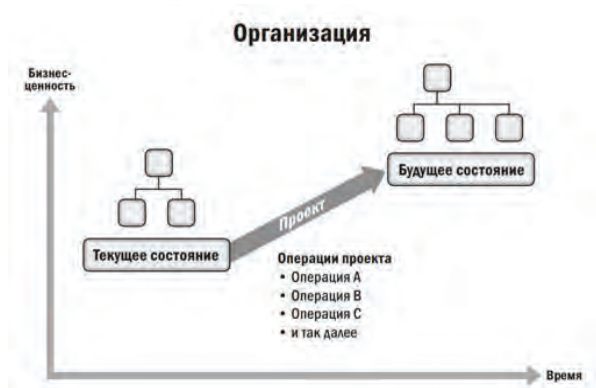 Организация
Бизнес-
ценность
Будущее состояние
Проект
Текущее состояние
Операции проекта
• Операция A
• Операция B
• Операция C
• и так далее
Время